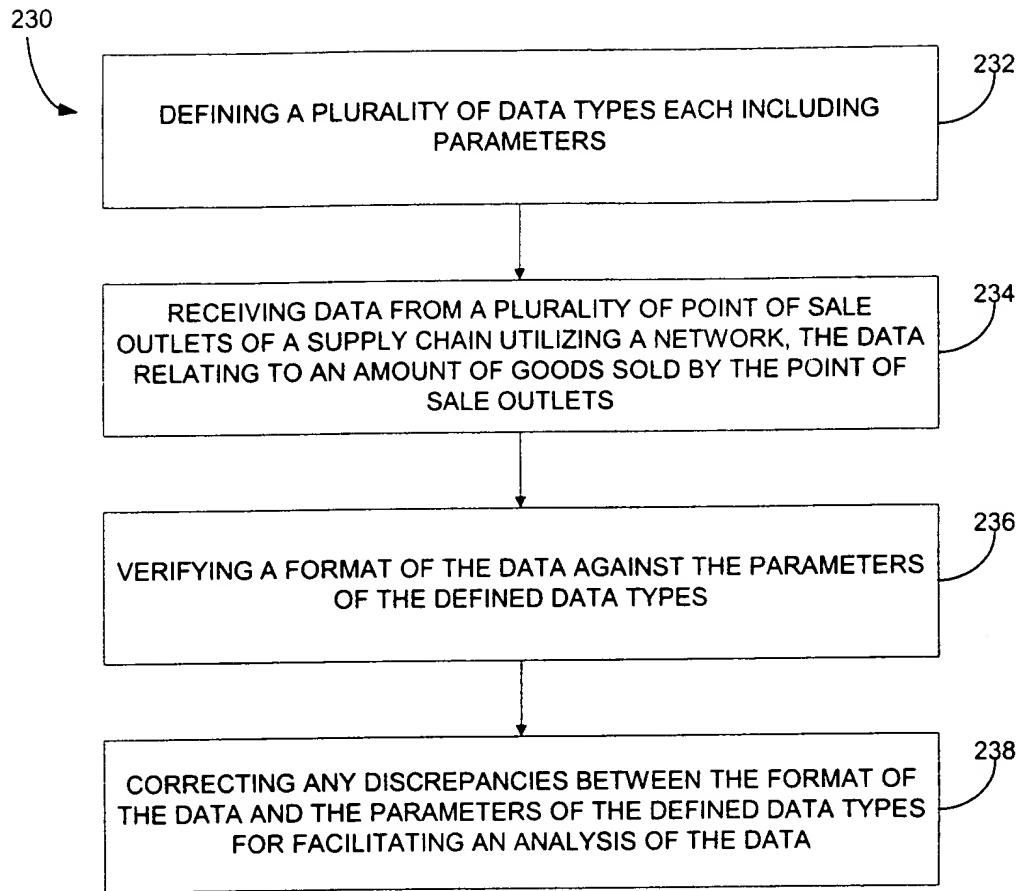 230
232
DEFINING A PLURALITY OF DATA TYPES EACH INCLUDING
PARAMETERS
234
RECEIVING DATA FROM A PLURALITY OF POINT OF SALE
OUTLETS OF A SUPPLY CHAIN UTILIZING A NETWORK, THE DATA
RELATING TO AN AMOUNT OF GOODS SOLD BY THE POINT OF
SALE OUTLETS
236
VERIFYING A FORMAT OF THE DATA AGAINST THE PARAMETERS
OF THE DEFINED DATA TYPES
238
CORRECTING ANY DISCREPANCIES BETWEEN THE FORMAT OF
THE DATA AND THE PARAMETERS OF THE DEFINED DATA TYPES
FOR FACILITATING AN ANALYSIS OF THE DATA